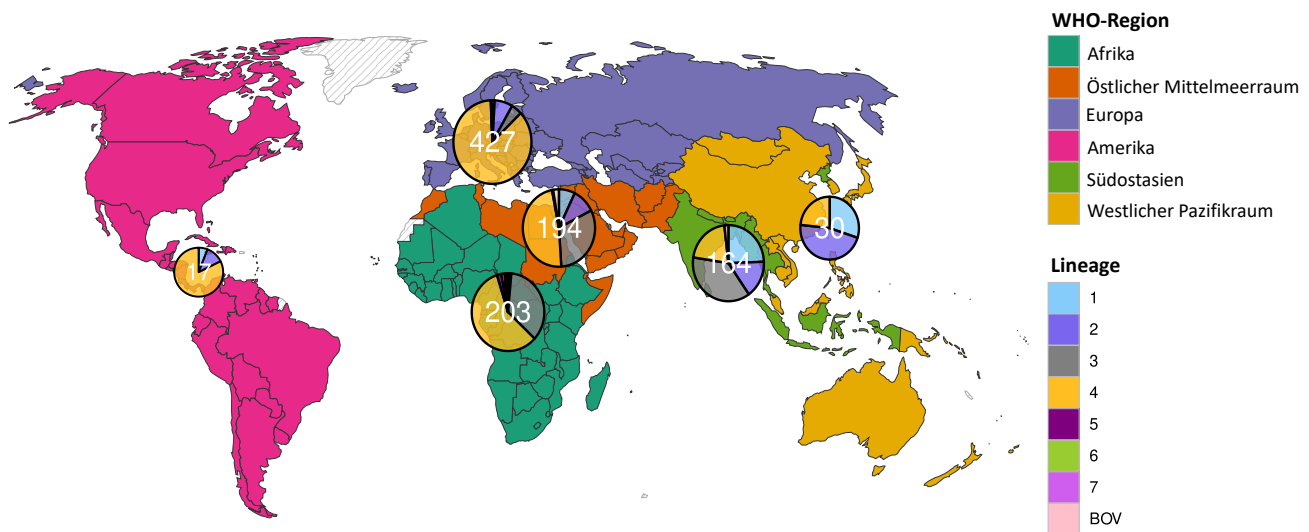 WHO-Region
Afrika
Östlicher Mittelmeerraum
Europa
Amerika
Südostasien
Westlicher Pazifikraum
427
194
30
164
17
203
Lineage
1
2
3
4
5
6
7
BOV